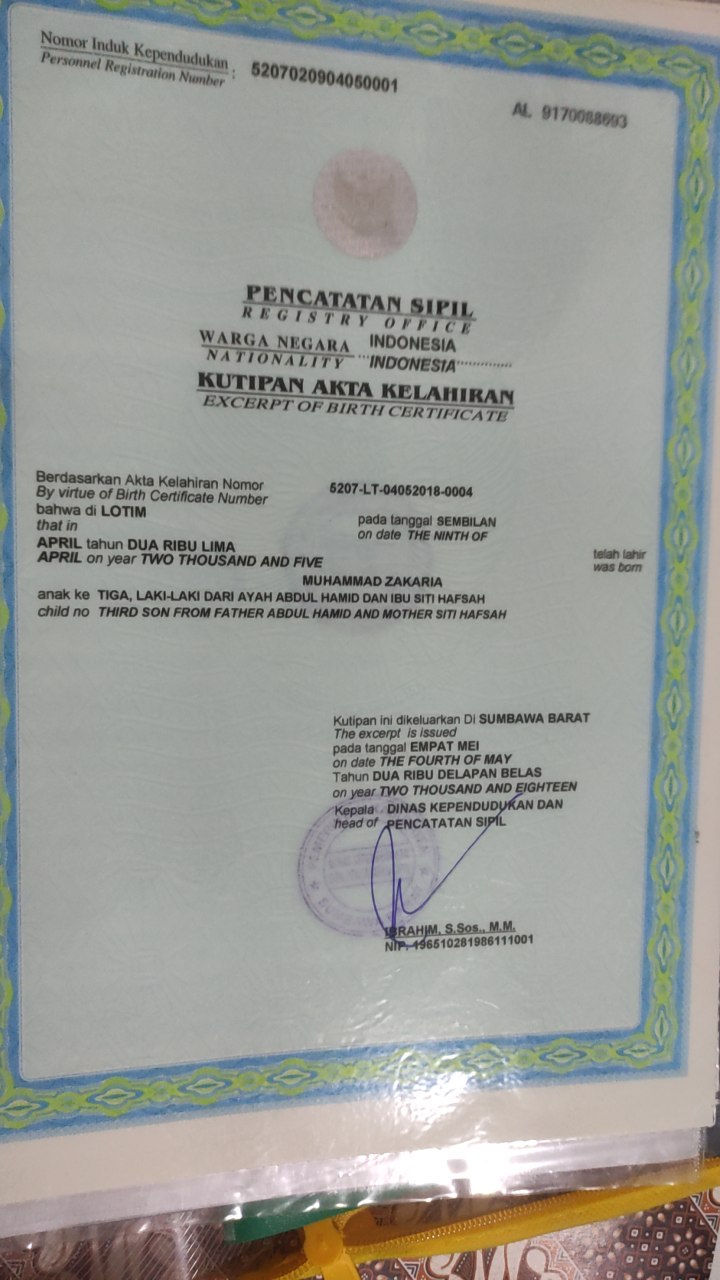 Nomor Induk Kependudukan : 5207020904050001
Personnel Registration Number
AL 9170088693
PENCATATAN SIPIL
REGISTRY OFFICE
WARGA NEGARA INDONESIA
NATIONALITY INDONESIA
KUTIPAN AKTA KELAHIRAN
EXCERPT OF BIRTH CERTIFICATE
Berdasarkan Akta Kelahiran Nomor 5207-LT-04052018-0004
By virtue of Birth Certificate Number
bahwa di LOTIM pada tanggal SEMBILAN
that in on date THE NINTH OF
APRIL tahun DUA RIBU LIMA telah lahir
APRIL on year TWO THOUSAND AND FIVE was born
MUHAMMAD ZAKARIA
anak ke TIGA, LAKI-LAKI DARI AYAH ABDUL HAMID DAN IBU SITI HAFSAH
child no THIRD SON FROM FATHER ABDUL HAMID AND MOTHER SITI HAFSAH
Kutipan ini dikeluarkan Di SUMBAWA BARAT
The excerpt is issued
pada tanggal EMPAT MEI
on date THE FOURTH OF MAY
Tahun DUA RIBU DELAPAN BELAS
on year TWO THOUSAND AND EIGHTEEN
Kepala DINAS KEPENDUDUKAN DAN
head of PENCATATAN SIPIL
IBRAHIM, S.Sos., M.M.
NIP. 196510281986111001